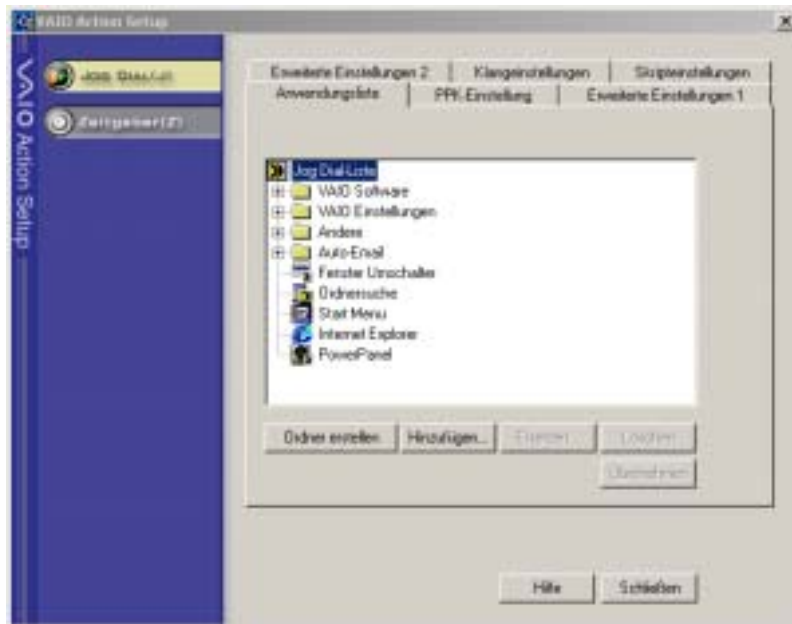 VAIO Action Setup
VAIO Action Setup
Jog Dial(J)
Zeitgeber(Z)
Erweiterte Einstellungen 2
Klangeinstellungen
Skripteinstellungen
Anwendungsliste
PPK-Einstellung
Erweiterte Einstellungen 1
Jog Dial-Liste
VAIO Software
VAIO Einstellungen
Andere
Auto-Email
Fenster Umschalter
Ordnersuche
Start Menu
Internet Explorer
PowerPanel
Ordner erstellen
Hinzufügen...
Löschen
Übernehmen
Hilfe
Schließen